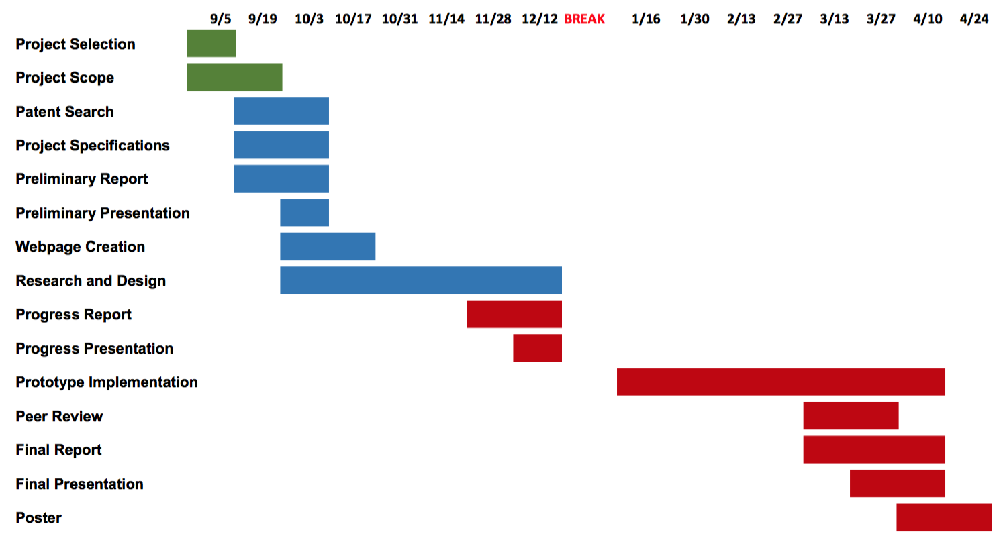 9/5 9/19 10/3 10/17 10/31 11/14 11/28 12/12 BREAK 1/16 1/30 2/13 2/27 3/13 3/27 4/10 4/24
Project Selection
Project Scope
Patent Search
Project Specifications
Preliminary Report
Preliminary Presentation
Webpage Creation
Research and Design
Progress Report
Progress Presentation
Prototype Implementation
Peer Review
Final Report
Final Presentation
Poster